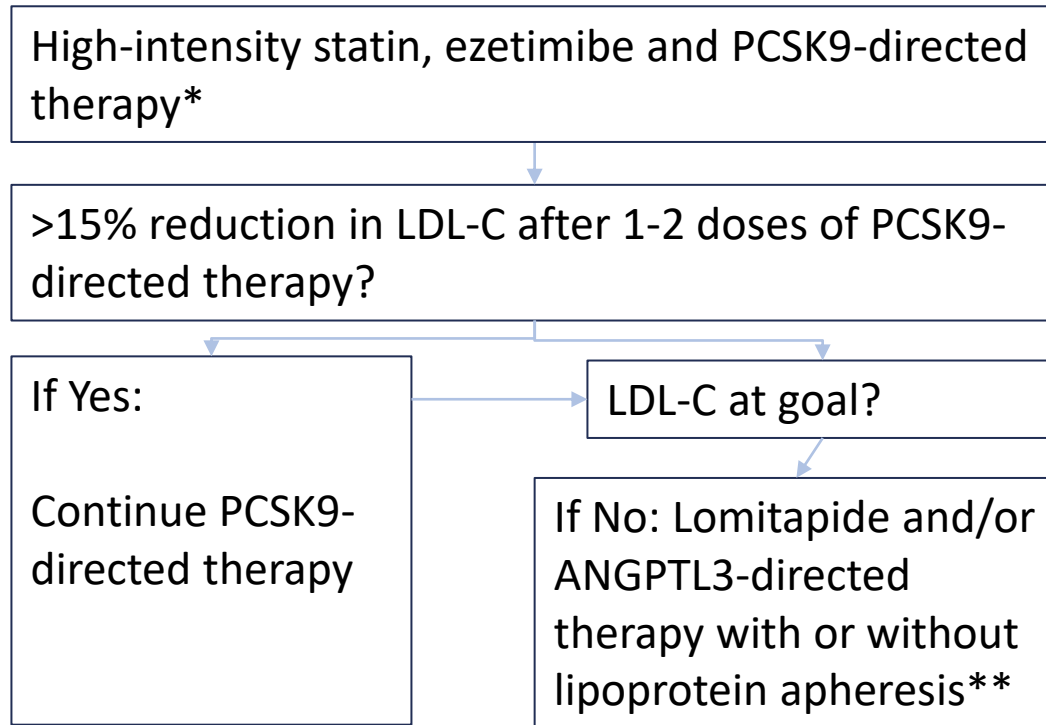 High-intensity statin, ezetimibe and PCSK9-directed
therapy*
>15% reduction in LDL-C after 1-2 doses of PCSK9-
directed therapy?
If Yes:
Continue PCSK9-
directed therapy
LDL-C at goal?
If No: Lomitapide and/or
ANGPTL3-directed
therapy with or without
lipoprotein apheresis**